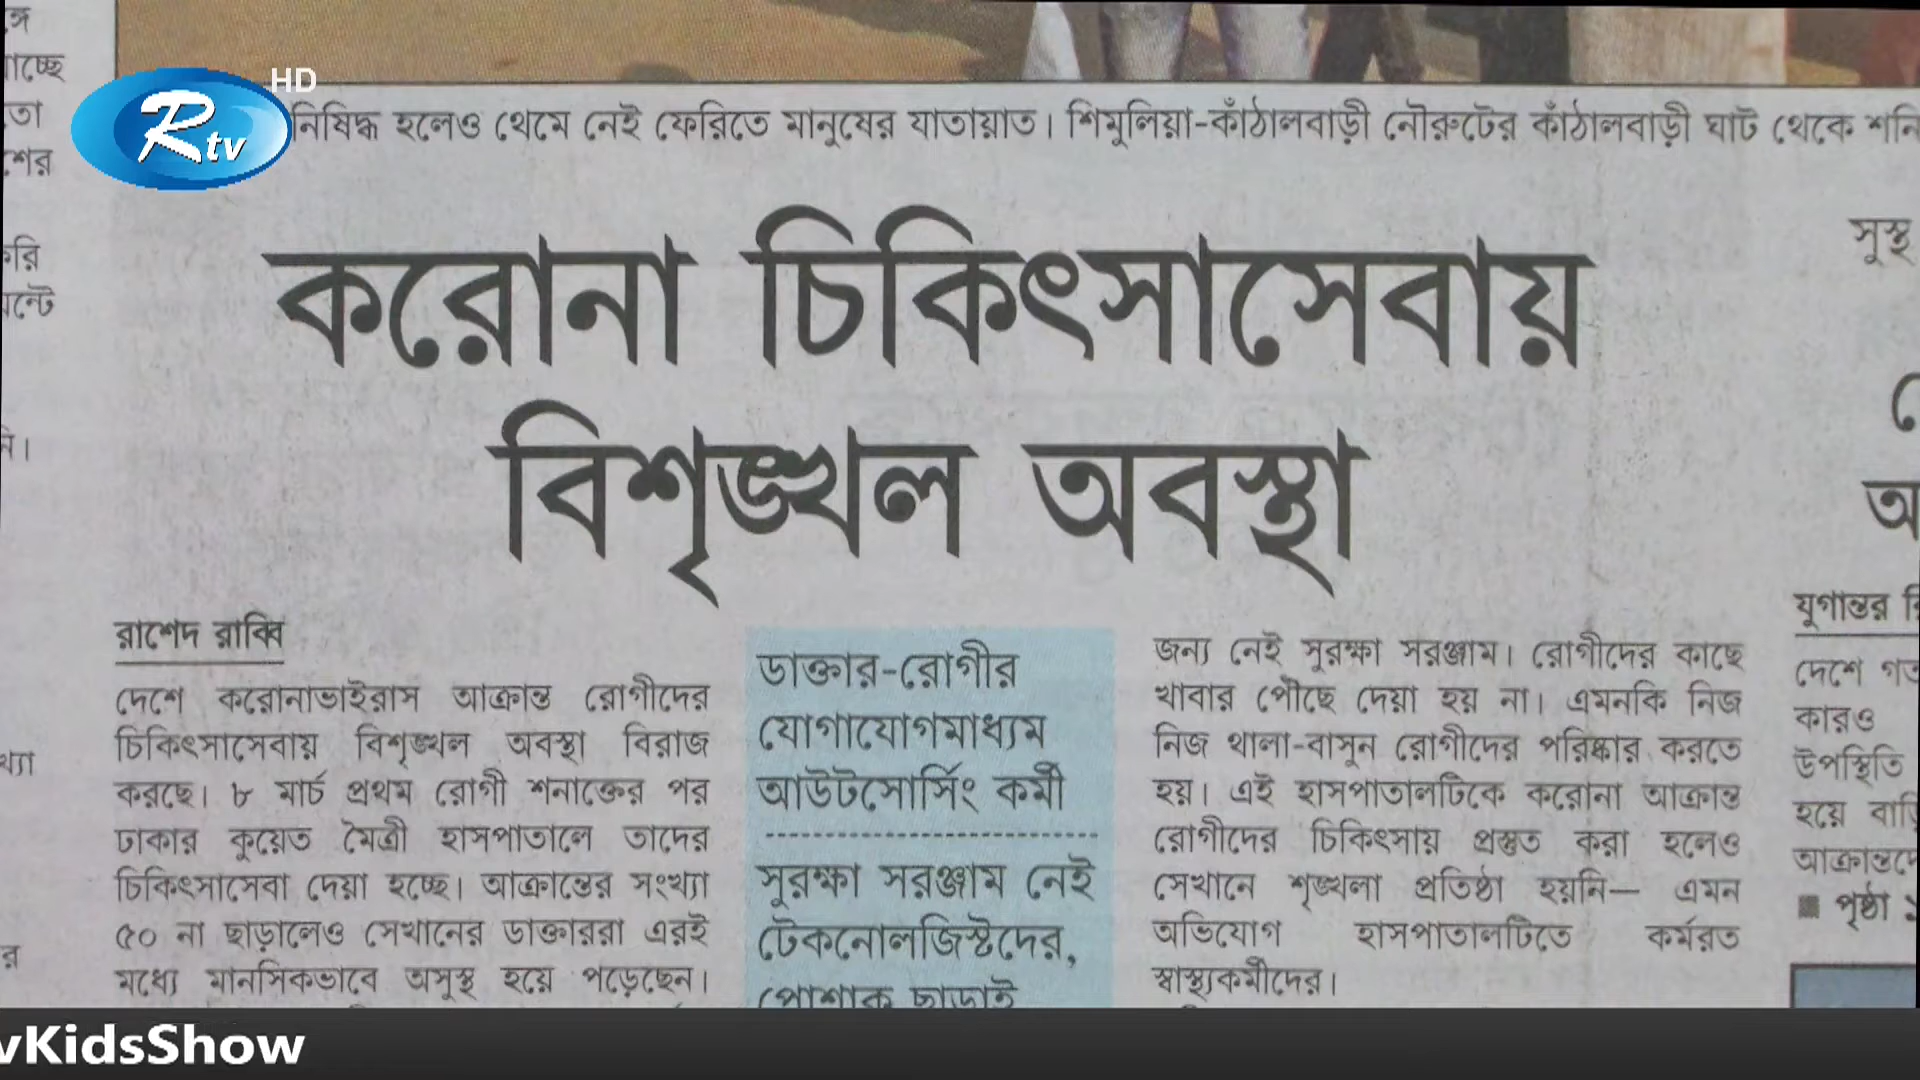 HD
Rtv
নিষিদ্ধ হলেও থেমে নেই ফেরিতে মানুষের যাতায়াত। শিমুলিয়া-কাঁঠালবাড়ী নৌরুটের কাঁঠালবাড়ী ঘাট থেকে
করোনা চিকিৎসাসেবায়
বিশৃঙ্খল অবস্থা
রাশেদ রাব্বি
দেশে করোনাভাইরাস আক্রান্ত রোগীদের
চিকিৎসাসেবায় বিশৃঙ্খল অবস্থা বিরাজ
করছে। ৮ মার্চ প্রথম রোগী শনাক্তের পর
ঢাকার কুয়েত মৈত্রী হাসপাতালে তাদের
চিকিৎসাসেবা দেয়া হচ্ছে। আক্রান্তের সংখ্যা
৫০ না ছাড়ালেও সেখানের ডাক্তাররা এরই
মধ্যে মানসিকভাবে অসুস্থ হয়ে পড়েছেন।
ডাক্তার-রোগীর
যোগাযোগমাধ্যম
আউটসোর্সিং কর্মী
সুরক্ষা সরঞ্জাম নেই
টেকনোলজিস্টদের,
পোশাক ছাড়াই
জন্য নেই সুরক্ষা সরঞ্জাম। রোগীদের কাছে
খাবার পৌঁছে দেয়া হয় না। এমনকি নিজ
নিজ থালা-বাসুন রোগীদের পরিষ্কার করতে
হয়। এই হাসপাতালটিকে করোনা আক্রান্ত
রোগীদের চিকিৎসায় প্রস্তুত করা হলেও
সেখানে শৃঙ্খলা প্রতিষ্ঠা হয়নি— এমন
অভিযোগ হাসপাতালটিতে কর্মরত
স্বাস্থ্যকর্মীদের।
সুস্থ
যুগান্তর
দেশে গত
কারও
উপস্থিতি
হয়ে
■ পৃষ্ঠা
vKidsShow